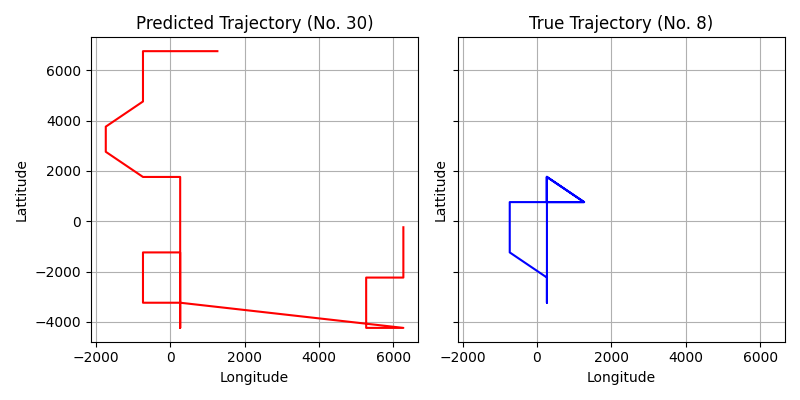 Predicted Trajectory (No. 30)
True Trajectory (No. 8)
Lattitude
6000
4000
2000
0
−2000
−4000
−2000 0 2000 4000 6000
Longitude
Lattitude
−2000 0 2000 4000 6000
Longitude